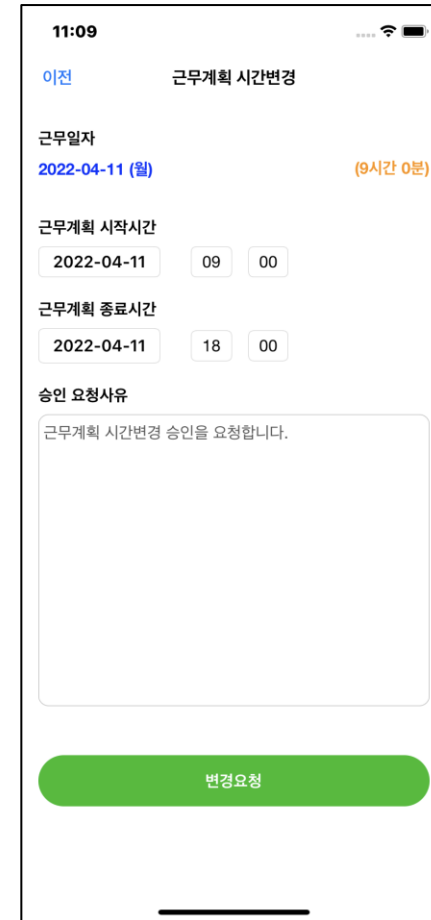 11:09
이전 근무계획 시간변경
근무일자
2022-04-11 (월) (9시간 0분)
근무계획 시작시간
2022-04-11 09 00
근무계획 종료시간
2022-04-11 18 00
승인 요청사유
근무계획 시간변경 승인을 요청합니다.
변경요청